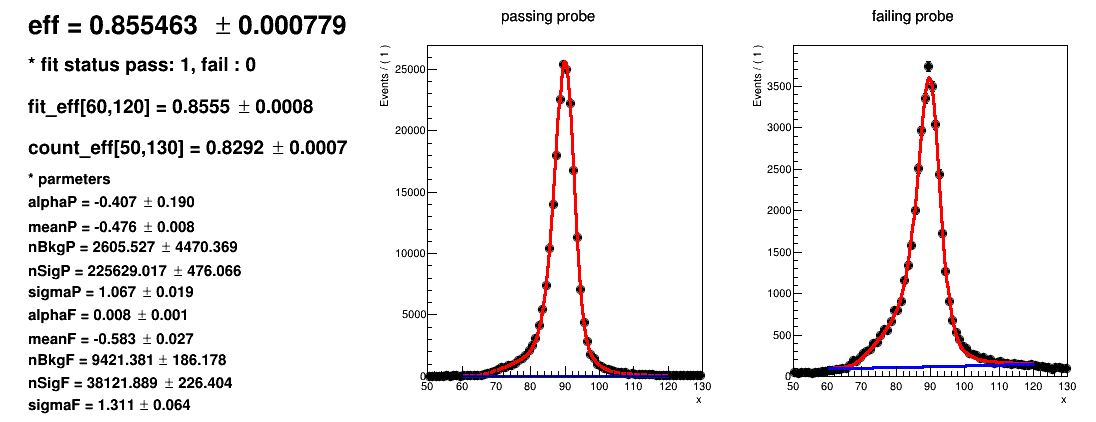 eff = 0.855463 ± 0.000779
* fit status pass: 1, fail : 0
fit_eff[60,120] = 0.8555 ± 0.0008
count_eff[50,130] = 0.8292 ± 0.0007
* parmeters
alphaP = -0.407 ± 0.190
meanP = -0.476 ± 0.008
nBkgP = 2605.527 ± 4470.369
nSigP = 225629.017 ± 476.066
sigmaP = 1.067 ± 0.019
alphaF = 0.008 ± 0.001
meanF = -0.583 ± 0.027
nBkgF = 9421.381 ± 186.178
nSigF = 38121.889 ± 226.404
sigmaF = 1.311 ± 0.064
passing probe
Events / ( 1 )
25000
20000
15000
10000
5000
0
50 60 70 80 90 100 110 120 130
x
failing probe
Events / ( 1 )
3500
3000
2500
2000
1500
1000
500
0
50 60 70 80 90 100 110 120 130
x